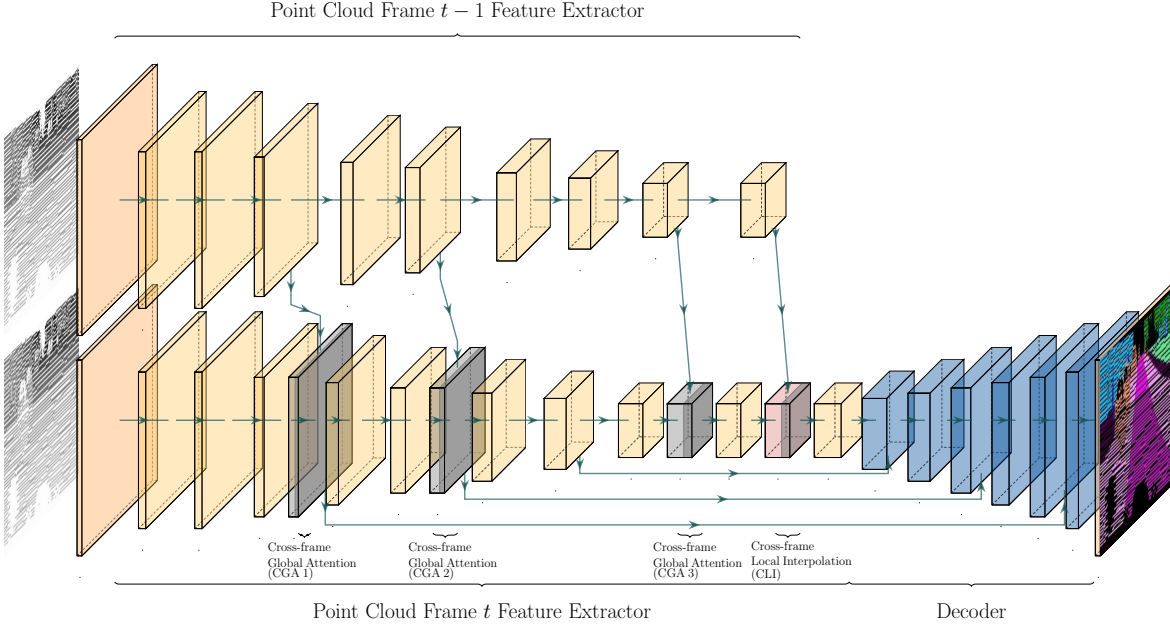 Point Cloud Frame t − 1 Feature Extractor
Cross-frame
Global Attention
(CGA 1)
Cross-frame
Global Attention
(CGA 2)
Cross-frame
Global Attention
(CGA 3)
Cross-frame
Local Interpolation
(CLI)
Point Cloud Frame t Feature Extractor
Decoder